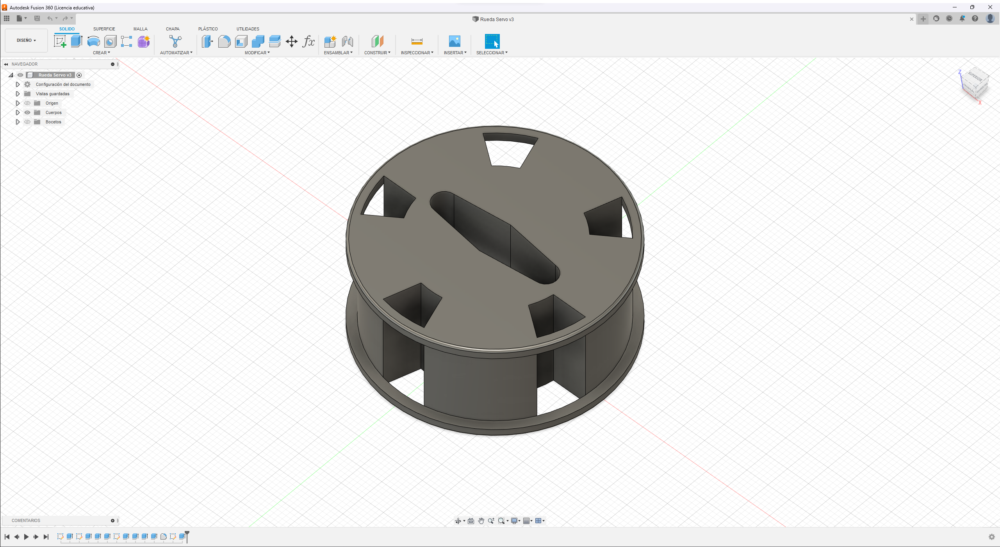 Autodesk Fusion 360 (Licencia educativa)
Rueda Servo v3
SOLIDO SUPERFICIE MALLA CHAPA PLÁSTICO UTILIDADES
DISEÑO
fx
CREAR AUTOMATIZAR MODIFICAR ENSAMBLAR CONSTRUIR INSPECCIONAR INSERTAR SELECCIONAR
NAVEGADOR
Rueda Servo v3
Configuración del documento
Vistas guardadas
Origen
Cuerpos
Bocetos
Z
SUPERIOR
X
COMENTARIOS